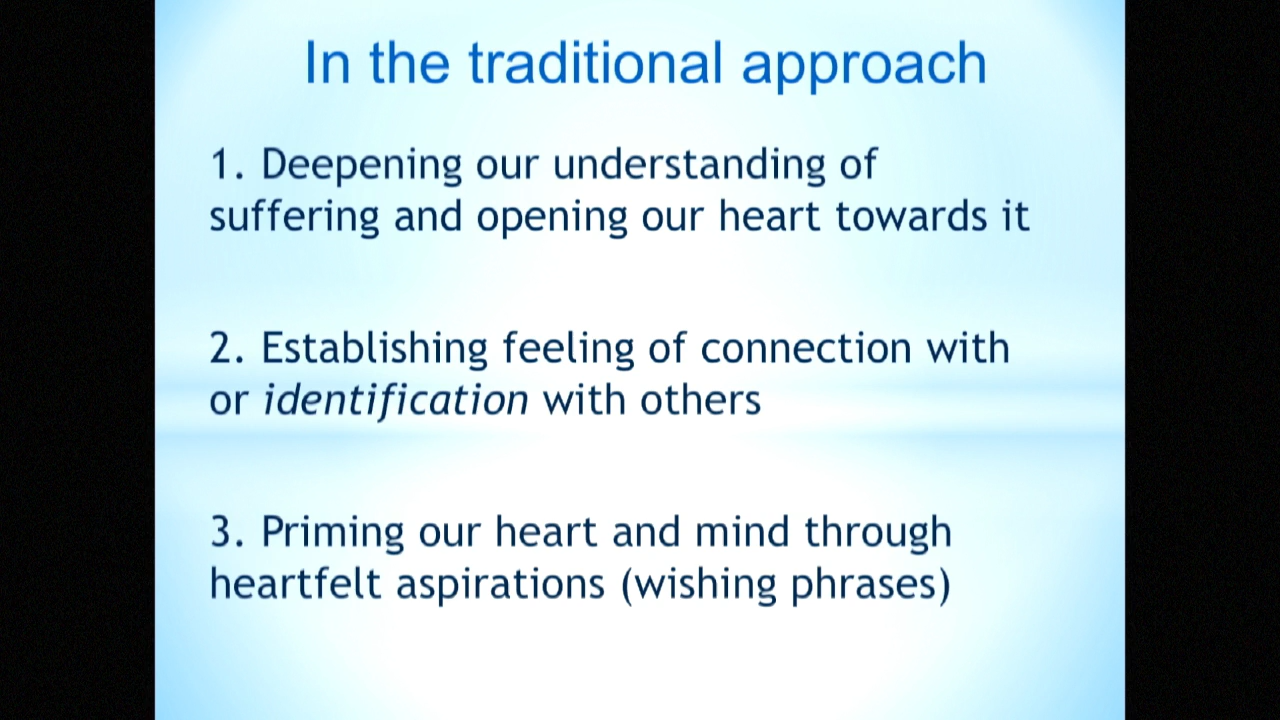 In the traditional approach
1. Deepening our understanding of
suffering and opening our heart towards it
2. Establishing feeling of connection with
or identification with others
3. Priming our heart and mind through
heartfelt aspirations (wishing phrases)